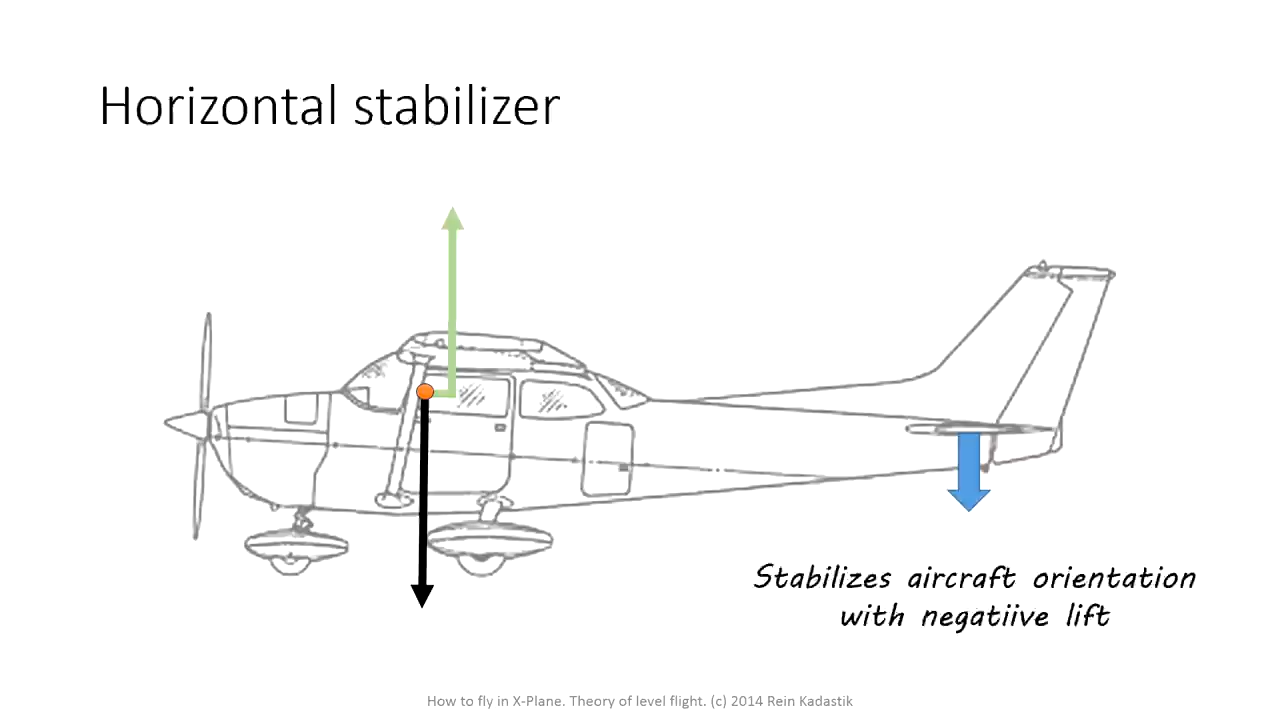 Horizontal stabilizer
Stabilizes aircraft orientation
with negatiive lift
How to fly in X-Plane. Theory of level flight. (c) 2014 Rein Kadastik